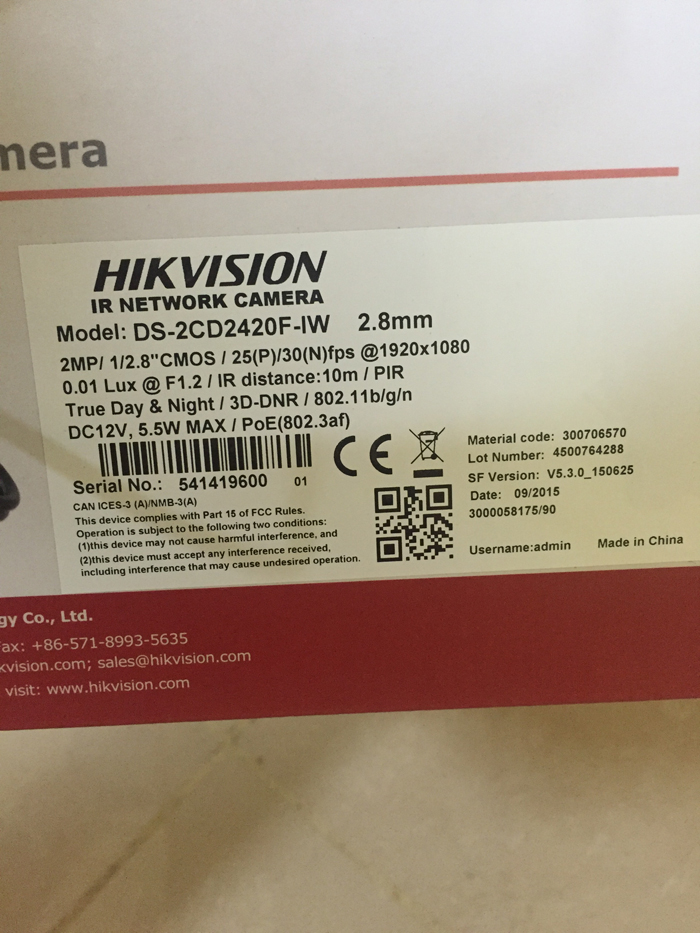 mera
HIKVISION
IR NETWORK CAMERA
Model: DS-2CD2420F-IW 2.8mm
2MP/ 1/2.8"CMOS / 25(P)/30(N)fps @1920x1080
0.01 Lux @ F1.2 / IR distance:10m / PIR
True Day & Night / 3D-DNR / 802.11b/g/n
DC12V, 5.5W MAX / PoE(802.3af)
Serial No.: 541419600 01
CAN ICES-3 (A)/NMB-3(A)
This device complies with Part 15 of FCC Rules.
Operation is subject to the following two conditions:
(1)this device may not cause harmful interference, and
(2)this device must accept any interference received,
including interference that may cause undesired operation.
CE
Material code: 300706570
Lot Number: 4500764288
SF Version: V5.3.0_150625
Date: 09/2015
3000058175/90
Username:admin Made in China
gy Co., Ltd.
ax: +86-571-8993-5635
kvision.com; sales@hikvision.com
visit: www.hikvision.com